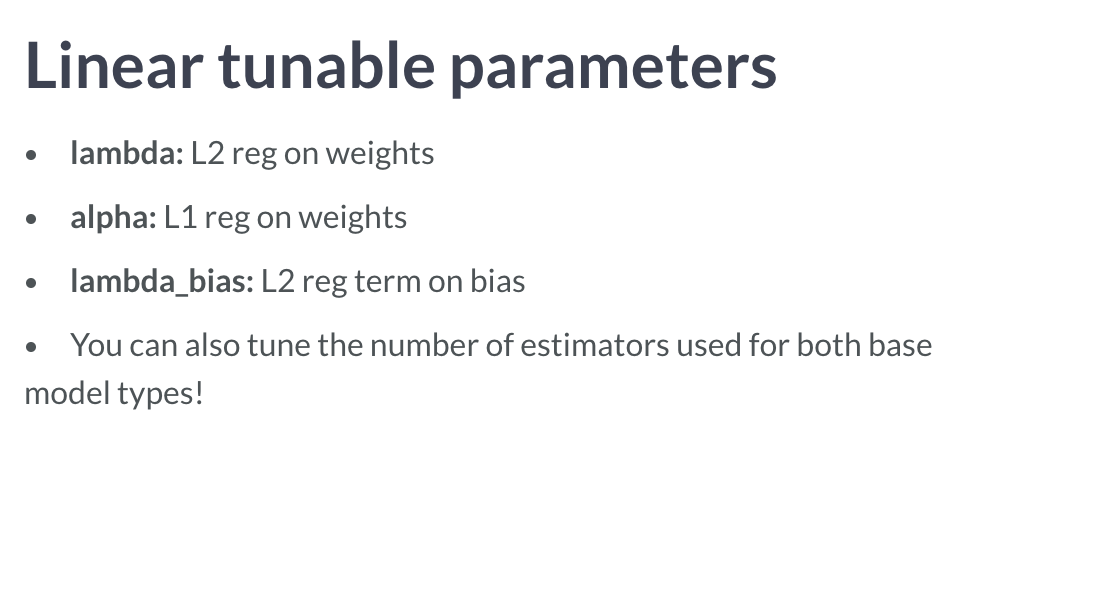 Linear tunable parameters
• lambda: L2 reg on weights
• alpha: L1 reg on weights
• lambda_bias: L2 reg term on bias
• You can also tune the number of estimators used for both base
model types!